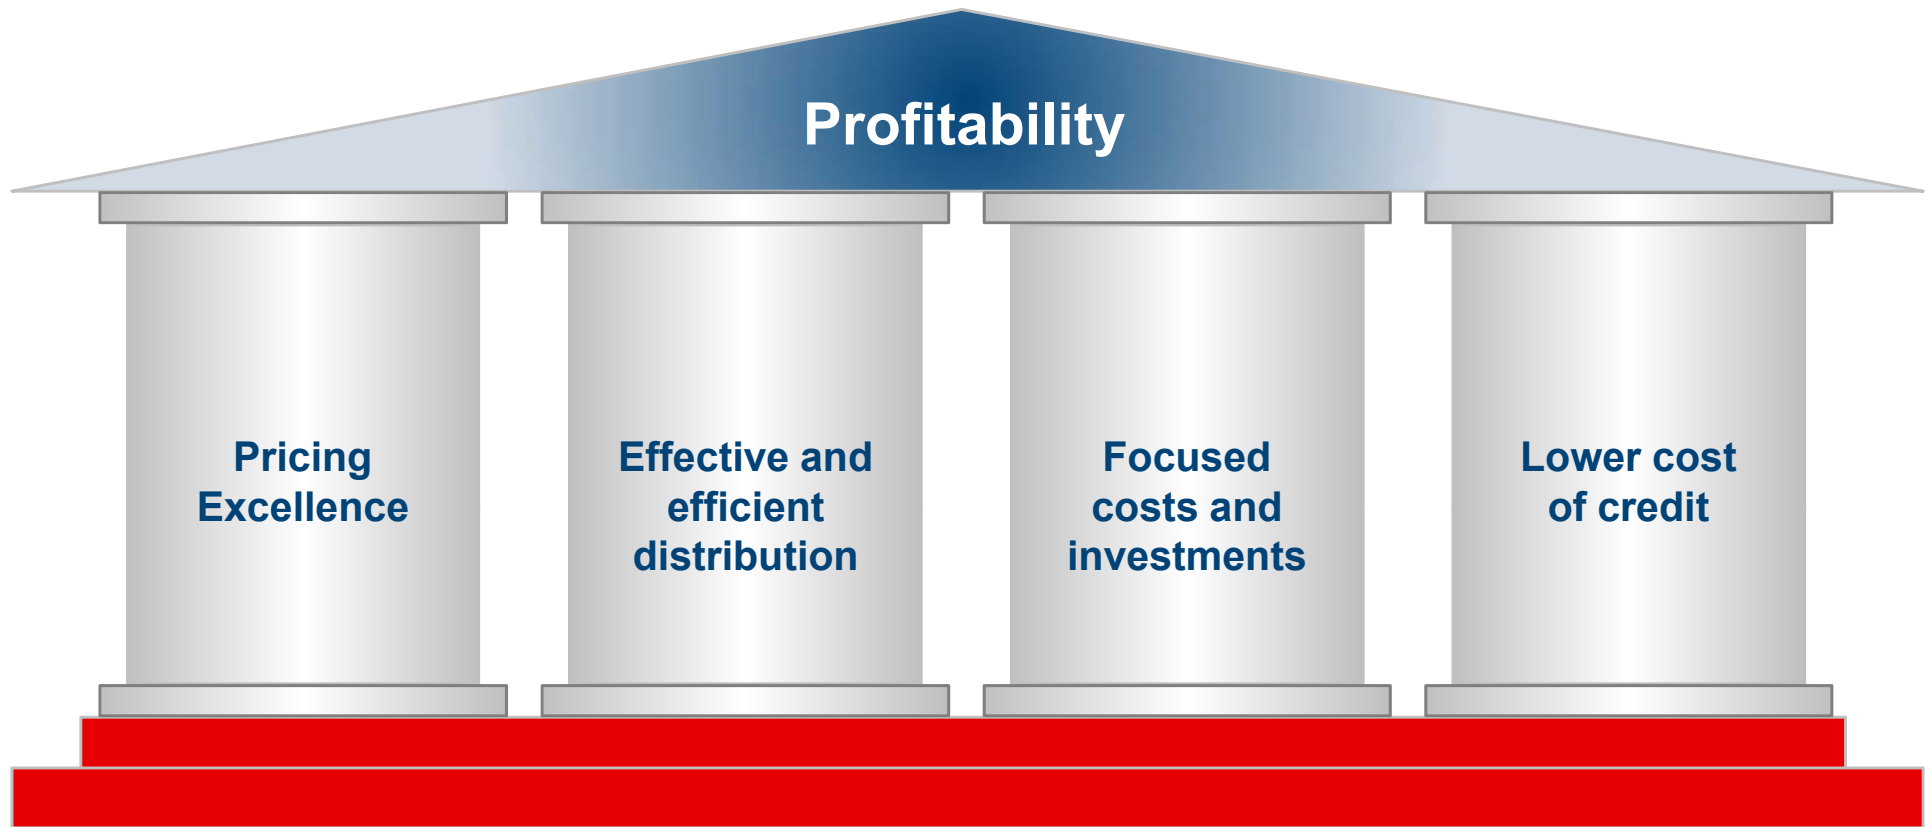 Profitability
Pricing
Excellence
Effective and
efficient
distribution
Focused
costs and
investments
Lower cost
of credit